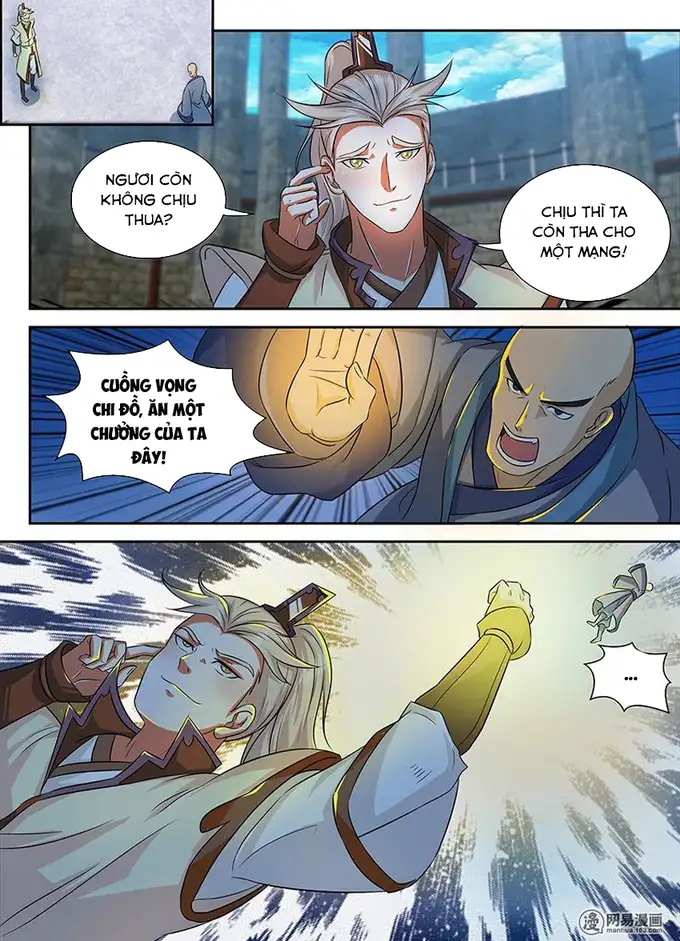 NGƯƠI CÒN
KHÔNG CHỊU
THUA?
CHỊU THÌ TA
CÒN THA CHO
MỘT MẠNG!
CUỒNG VỌNG
CHI ĐỒ, ĂN MỘT
CHƯỞNG CỦA TA
ĐÂY!
...
网易漫画
manhua.163.com